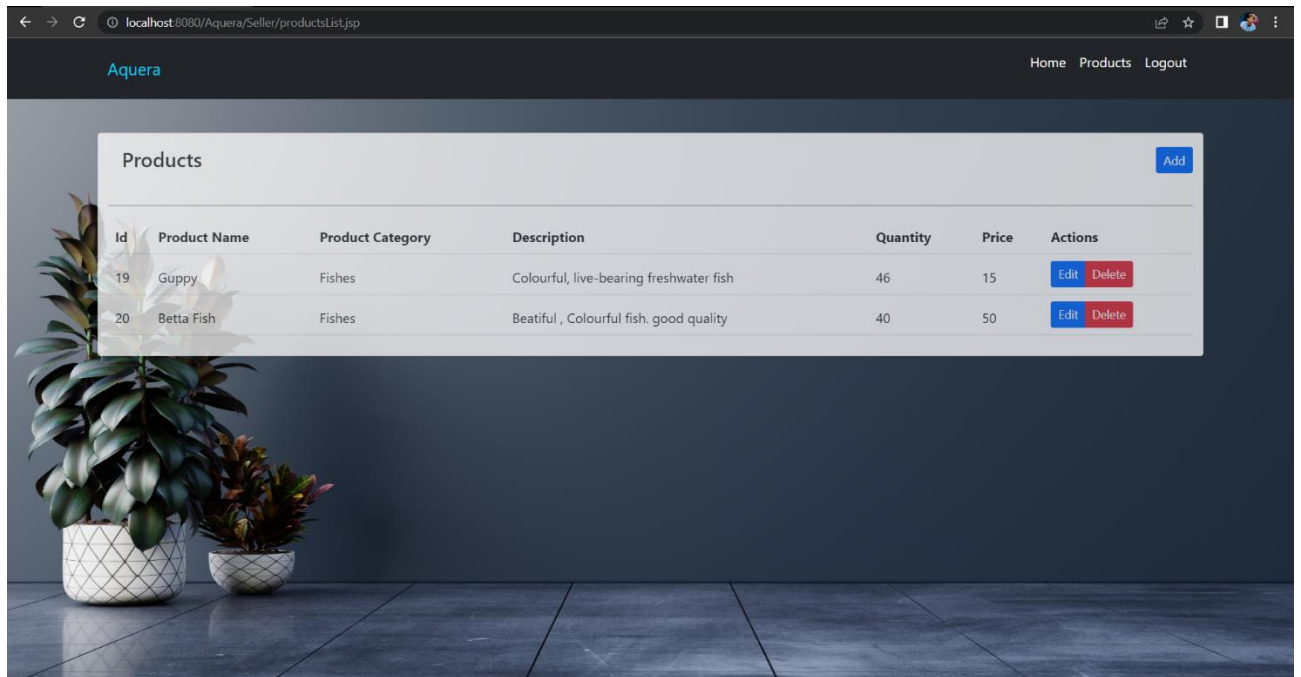 localhost:8080/Aquera/Seller/productsList.jsp
Aquera Home Products Logout
Products Add
Id Product Name Product Category Description Quantity Price Actions
19 Guppy Fishes Colourful, live-bearing freshwater fish 46 15 Edit Delete
20 Betta Fish Fishes Beatiful , Colourful fish. good quality 40 50 Edit Delete